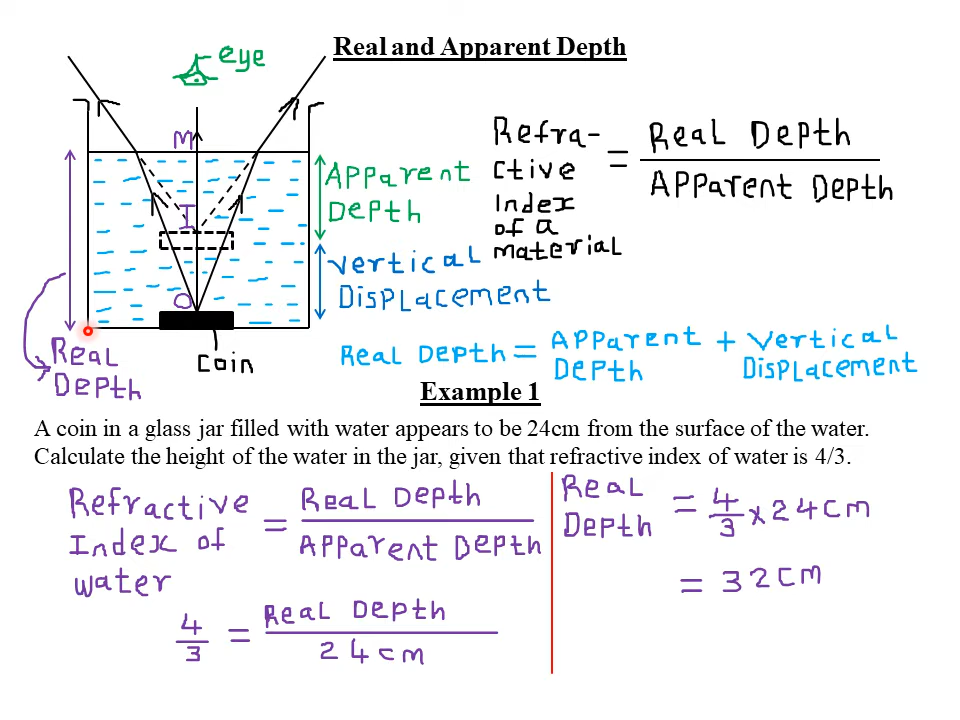 Real and Apparent Depth
eye
M
I
O
APParent
DePth
vertical
DISPLacement
Real
DePth
coin
Refra-
ctive
Index
of a
material
= Real DePth
APParent DePth
Real DePth = APParent DePth + vertical DISPLacement
Example 1
A coin in a glass jar filled with water appears to be 24cm from the surface of the water.
Calculate the height of the water in the jar, given that refractive index of water is 4/3.
Refractive
Index of
water
= Real DePth
APParent DePth
4/3 = Real DePth
24cm
Real
DePth
= 4/3 x 24cm
= 32cm